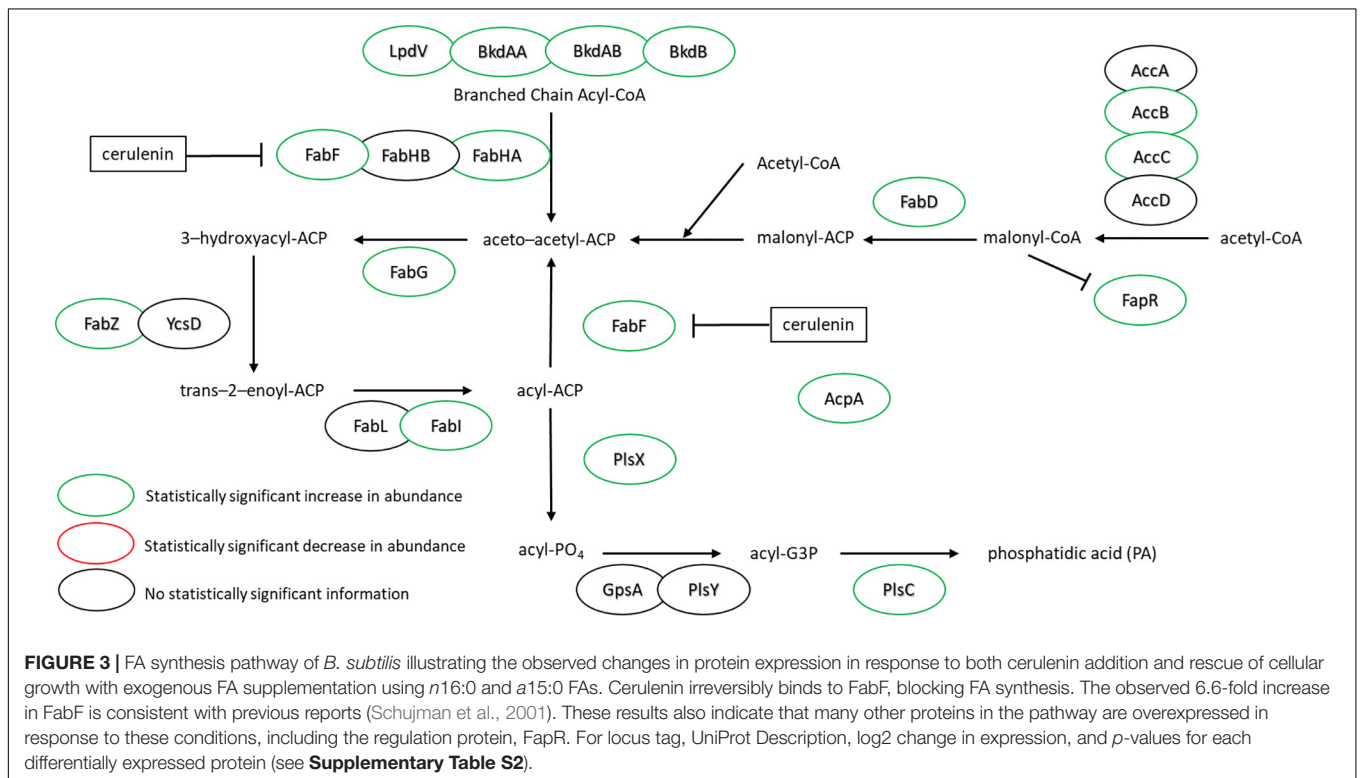 LpdV BkdAA BkdAB BkdB
Branched Chain Acyl-CoA
AccA
AccB
AccC
AccD
cerulenin
FabF FabHB FabHA
Acetyl-CoA
FabD
3–hydroxyacyl-ACP aceto–acetyl-ACP malonyl-ACP malonyl-CoA acetyl-CoA
FabG
FapR
FabZ YcsD
FabF cerulenin
trans–2–enoyl-ACP acyl-ACP
AcpA
FabL FabI
PlsX
Statistically significant increase in abundance
Statistically significant decrease in abundance
No statistically significant information
acyl-PO₄ acyl-G3P phosphatidic acid (PA)
GpsA PlsY PlsC
FIGURE 3 | FA synthesis pathway of B. subtilis illustrating the observed changes in protein expression in response to both cerulenin addition and rescue of cellular
growth with exogenous FA supplementation using n16:0 and a15:0 FAs. Cerulenin irreversibly binds to FabF, blocking FA synthesis. The observed 6.6-fold increase
in FabF is consistent with previous reports (Schujman et al., 2001). These results also indicate that many other proteins in the pathway are overexpressed in
response to these conditions, including the regulation protein, FapR. For locus tag, UniProt Description, log2 change in expression, and p-values for each
differentially expressed protein (see Supplementary Table S2).